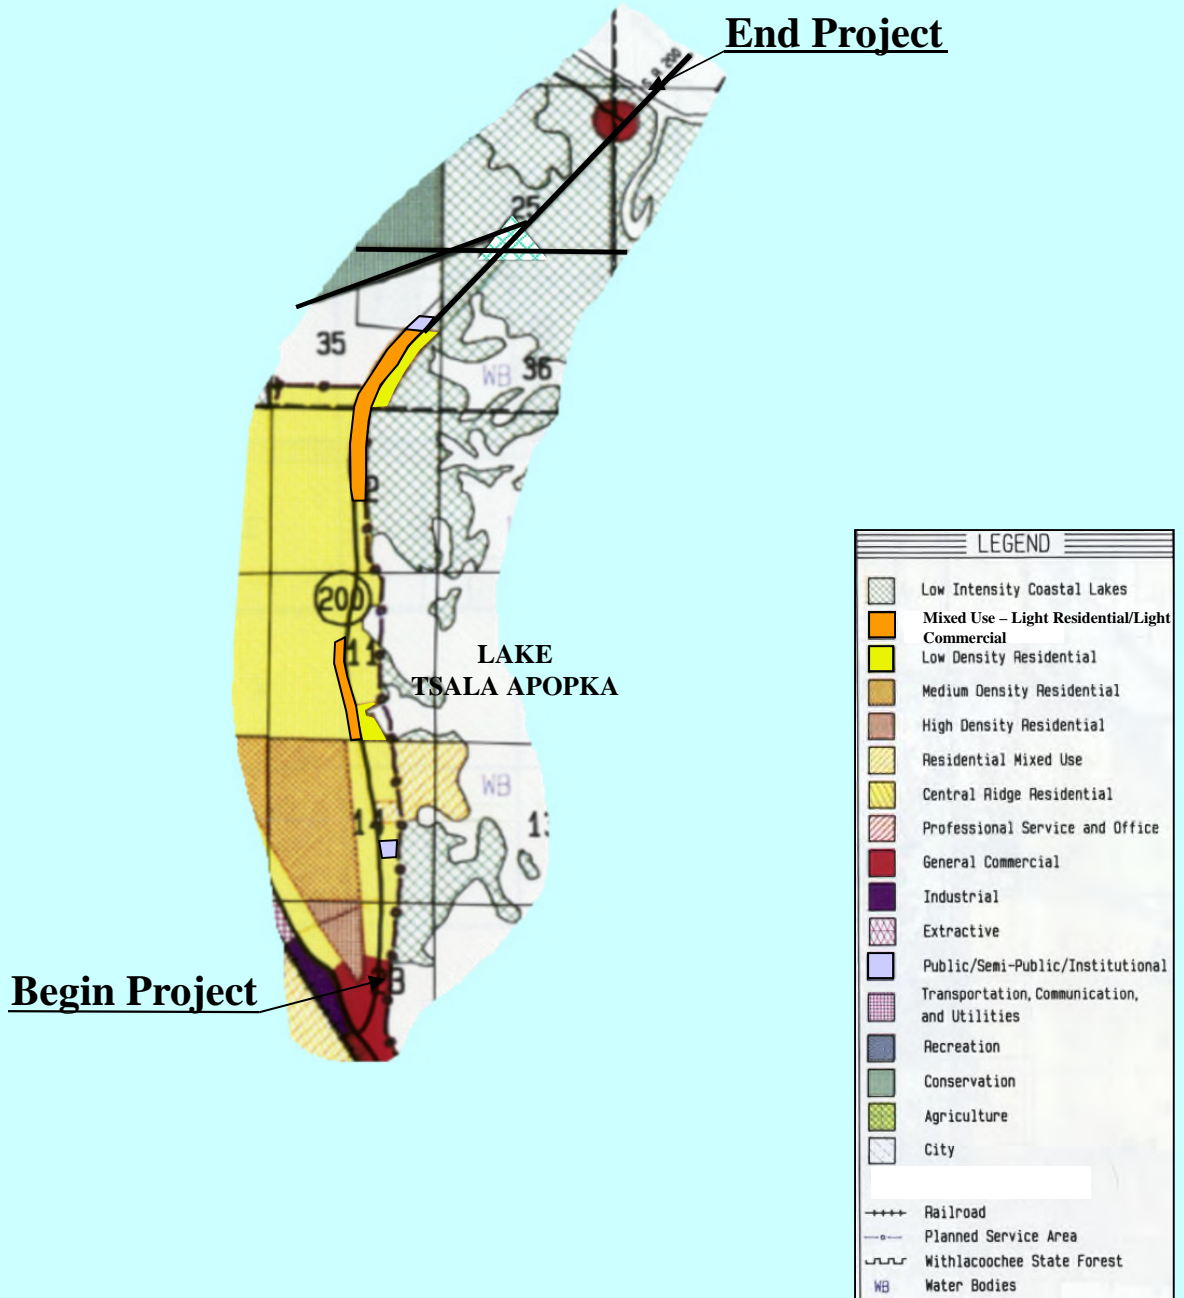 End Project
S.R. 200
25
35
WB 36
2
200
11
LAKE
TSALA APOPKA
WB
14
13
23
Begin Project
LEGEND
Low Intensity Coastal Lakes
Mixed Use – Light Residential/Light
Commercial
Low Density Residential
Medium Density Residential
High Density Residential
Residential Mixed Use
Central Ridge Residential
Professional Service and Office
General Commercial
Industrial
Extractive
Public/Semi-Public/Institutional
Transportation, Communication,
and Utilities
Recreation
Conservation
Agriculture
City
Railroad
Planned Service Area
Withlacoochee State Forest
WB Water Bodies